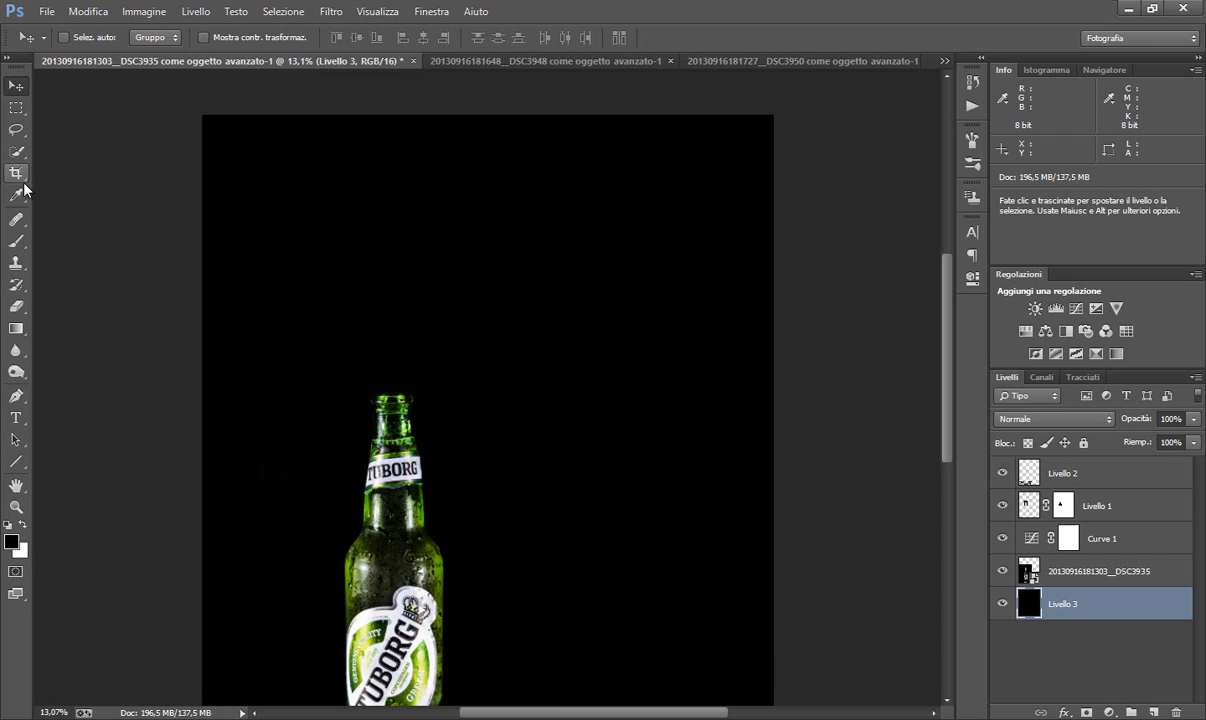 Ps File Modifica Immagine Livello Testo Selezione Filtro Visualizza Finestra Aiuto
Selez. auto: Gruppo Mostra contr. trasformaz. Fotografia
20130916181303__DSC3935 come oggetto avanzato-1 @ 13,1% (Livello 3, RGB/16) * × 20130916181648__DSC3948 come oggetto avanzato-1 × 20130916181727__DSC3950 come oggetto avanzato-1
Info Istogramma Navigatore
R : C :
G : M :
B : Y :
K :
8 bit 8 bit
X : L :
Y : A :
Doc: 196,5 MB/137,5 MB
Fate clic e trascinate per spostare il livello o la
selezione. Usate Maiusc e Alt per ulteriori opzioni.
Regolazioni
Aggiungi una regolazione
Livelli Canali Tracciati
Tipo
Normale Opacità: 100%
Bloc.: Riemp.: 100%
Livello 2
Livello 1
Curve 1
20130916181303__DSC3935
Livello 3
TUBORG
GENUINE QUALITY
TUBORG
GREEN
13,07% Doc: 196,5 MB/137,5 MB